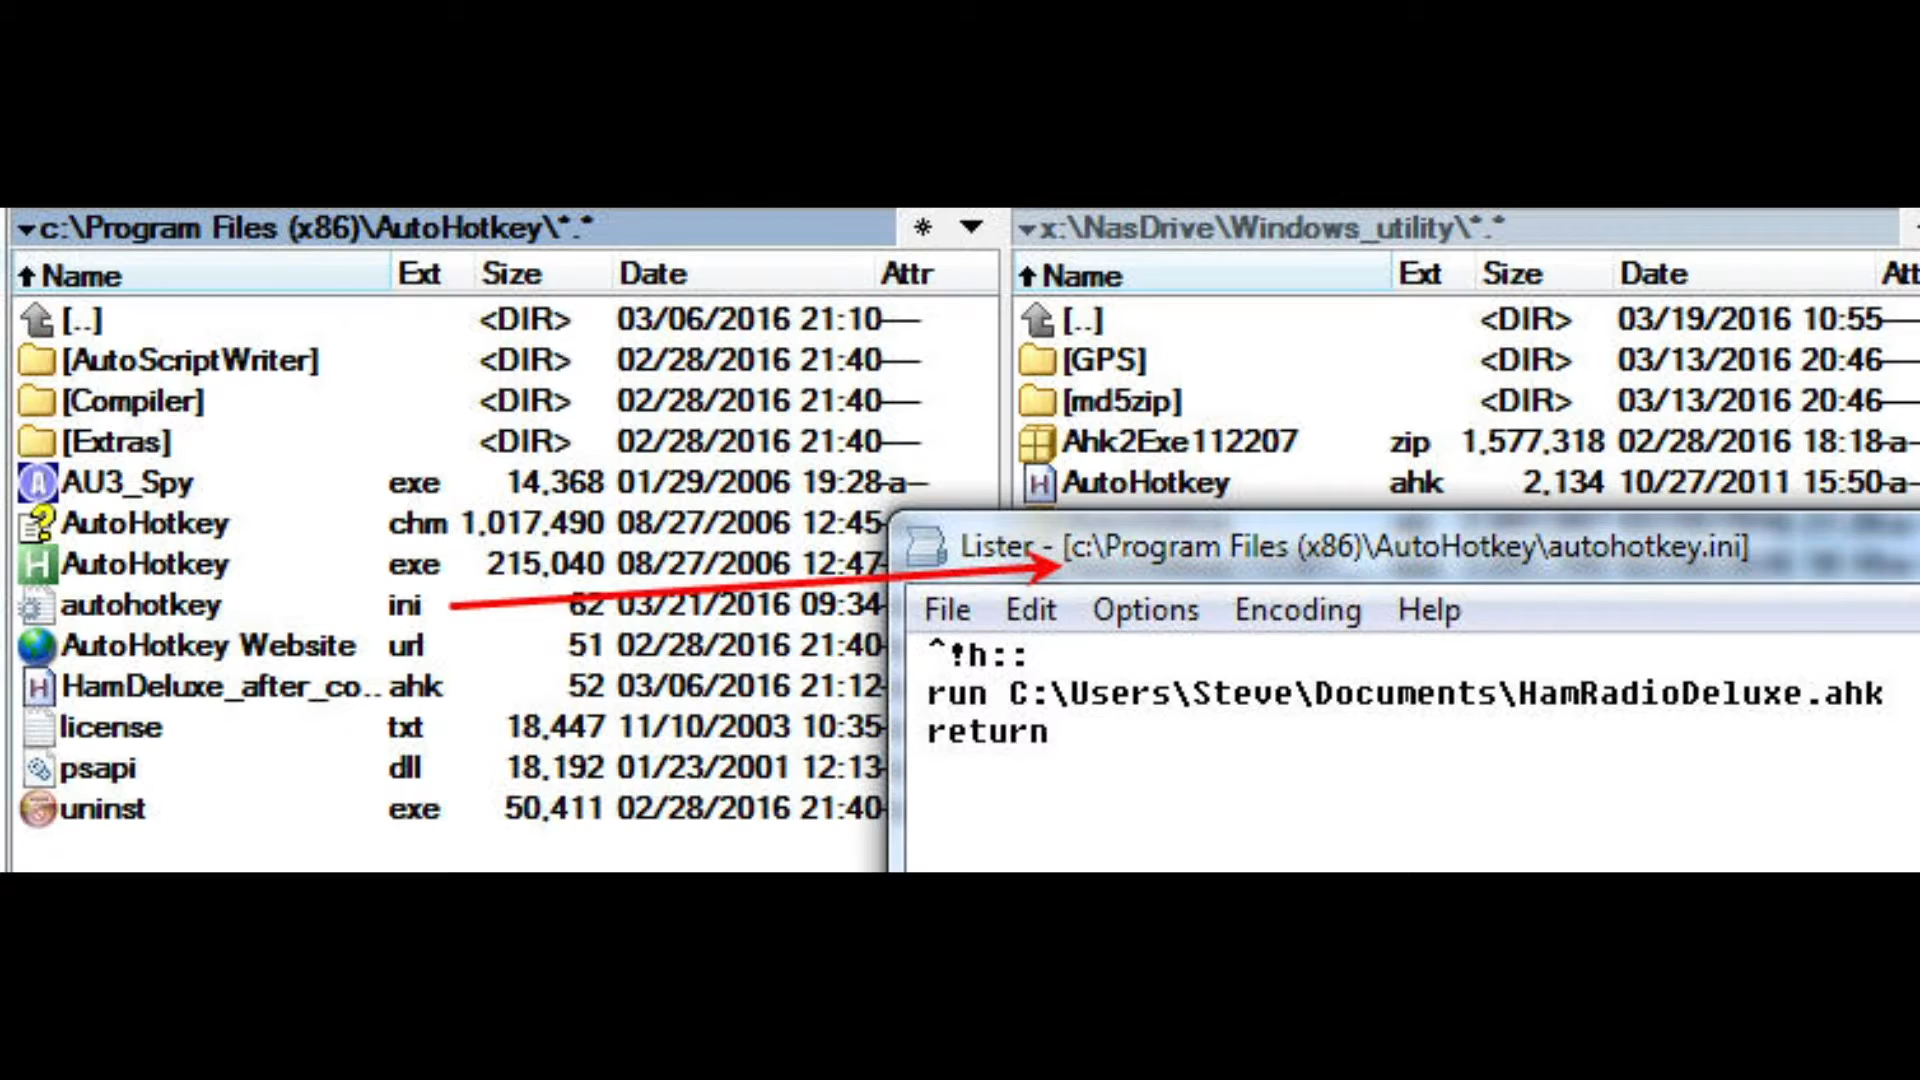 c:\Program Files (x86)\AutoHotkey\*.*
Name Ext Size Date Attr
[..] <DIR> 03/06/2016 21:10
[AutoScriptWriter] <DIR> 02/28/2016 21:40
[Compiler] <DIR> 02/28/2016 21:40
[Extras] <DIR> 02/28/2016 21:40
AU3_Spy exe 14,368 01/29/2006 19:28 -a--
AutoHotkey chm 1,017,490 08/27/2006 12:45
AutoHotkey exe 215,040 08/27/2006 12:47
autohotkey ini 62 03/21/2016 09:34
AutoHotkey Website url 51 02/28/2016 21:40
HamDeluxe_after_co.. ahk 52 03/06/2016 21:12
license txt 18,447 11/10/2003 10:35
psapi dll 18,192 01/23/2001 12:13
uninst exe 50,411 02/28/2016 21:40
x:\NasDrive\Windows_utility\*.*
Name Ext Size Date Att
[..] <DIR> 03/19/2016 10:55
[GPS] <DIR> 03/13/2016 20:46
[md5zip] <DIR> 03/13/2016 20:46
Ahk2Exe112207 zip 1,577,318 02/28/2016 18:18 -a-
AutoHotkey ahk 2,134 10/27/2011 15:50 -a-
Lister - [c:\Program Files (x86)\AutoHotkey\autohotkey.ini]
File Edit Options Encoding Help
^!h::
run C:\Users\Steve\Documents\HamRadioDeluxe.ahk
return